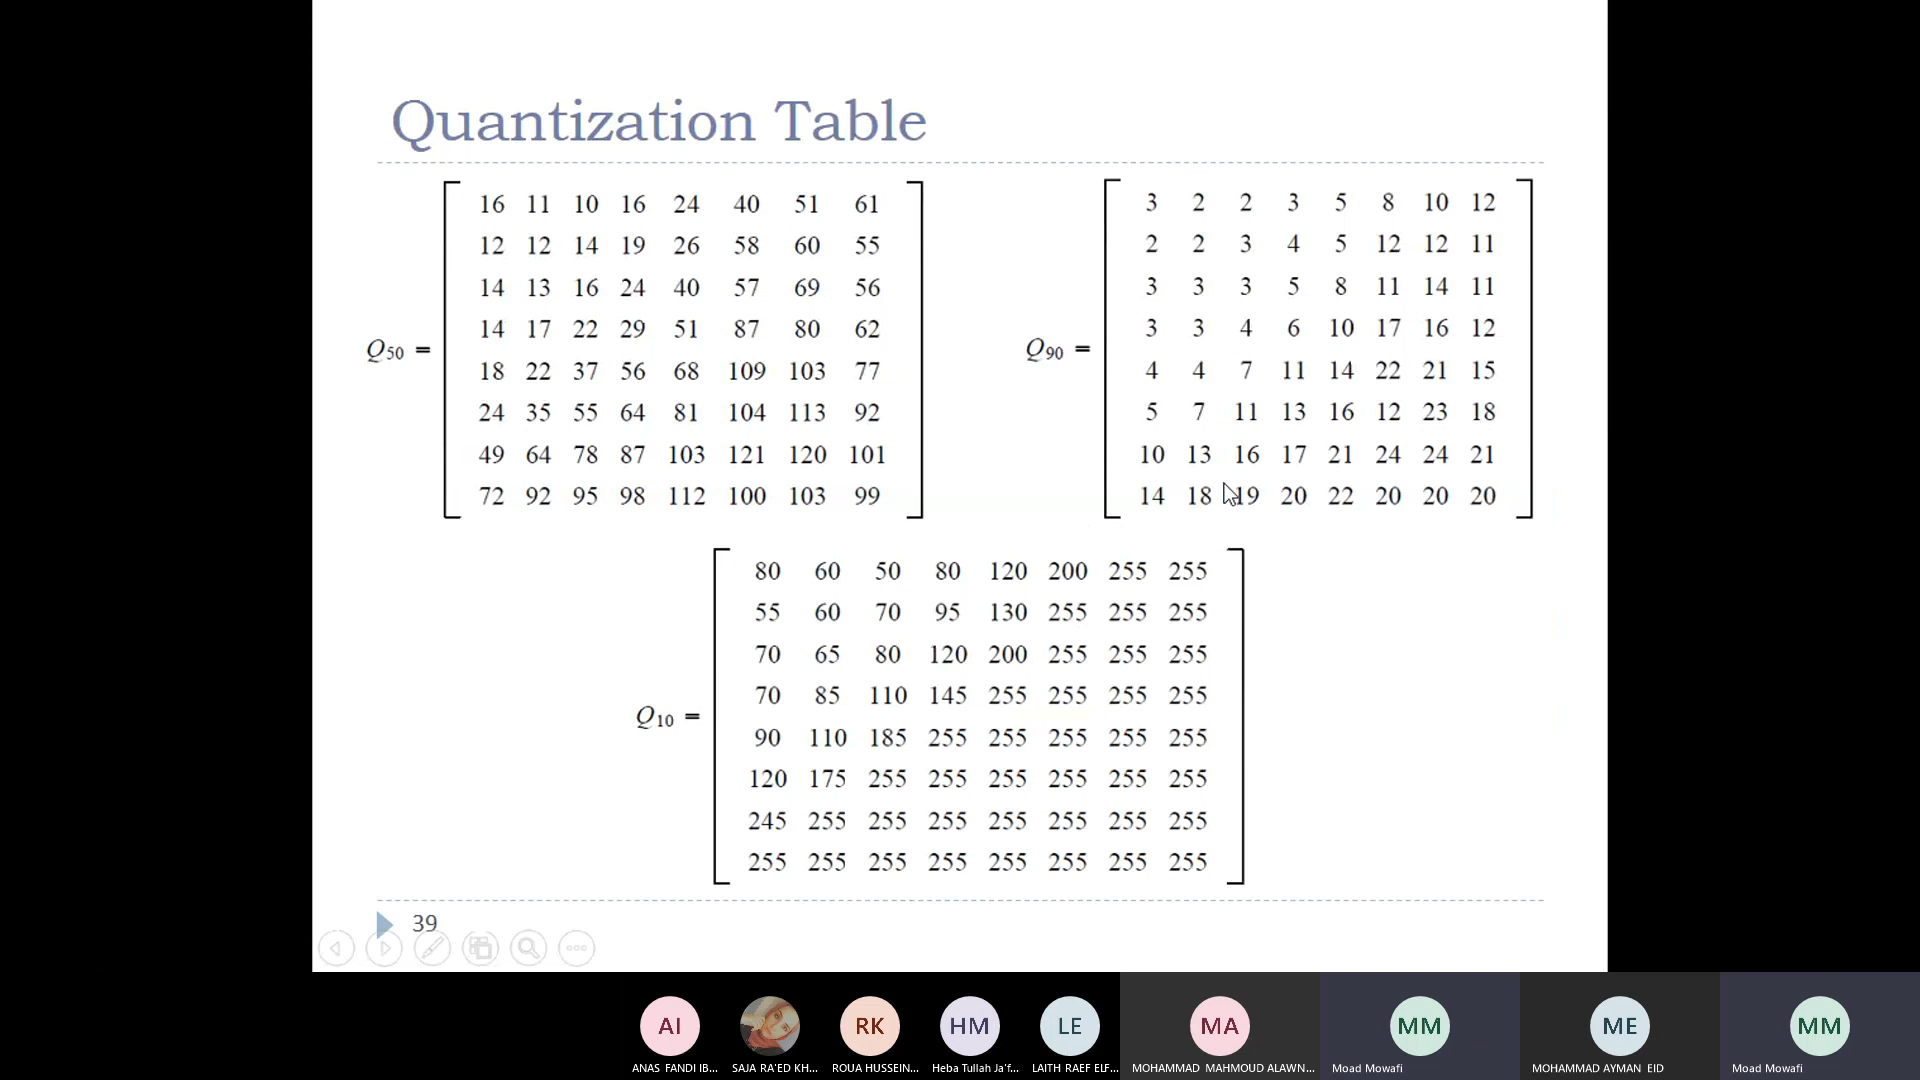 Quantization Table
Q50 =
16 11 10 16 24 40 51 61
12 12 14 19 26 58 60 55
14 13 16 24 40 57 69 56
14 17 22 29 51 87 80 62
18 22 37 56 68 109 103 77
24 35 55 64 81 104 113 92
49 64 78 87 103 121 120 101
72 92 95 98 112 100 103 99
Q90 =
3 2 2 3 5 8 10 12
2 2 3 4 5 12 12 11
3 3 3 5 8 11 14 11
3 3 4 6 10 17 16 12
4 4 7 11 14 22 21 15
5 7 11 13 16 12 23 18
10 13 16 17 21 24 24 21
14 18 19 20 22 20 20 20
Q10 =
80 60 50 80 120 200 255 255
55 60 70 95 130 255 255 255
70 65 80 120 200 255 255 255
70 85 110 145 255 255 255 255
90 110 185 255 255 255 255 255
120 175 255 255 255 255 255 255
245 255 255 255 255 255 255 255
255 255 255 255 255 255 255 255
39
AI
RK
HM
LE
MA
MM
ME
MM
ANAS FANDI IB...
SAJA RA'ED KH...
ROUA HUSSEIN...
Heba Tullah Ja'f...
LAITH RAEF ELF...
MOHAMMAD MAHMOUD ALAWN...
Moad Mowafi
MOHAMMAD AYMAN EID
Moad Mowafi